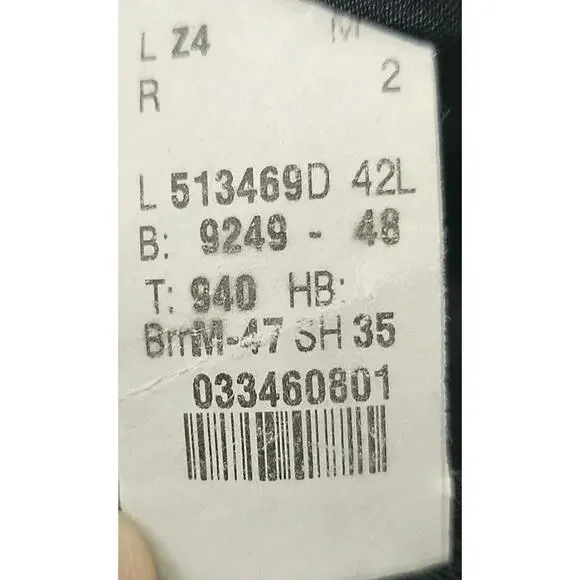 L Z4 M
R 2
L 513469D 42L
B: 9249 - 48
T: 940 HB:
BrnM-47 SH 35
033460801